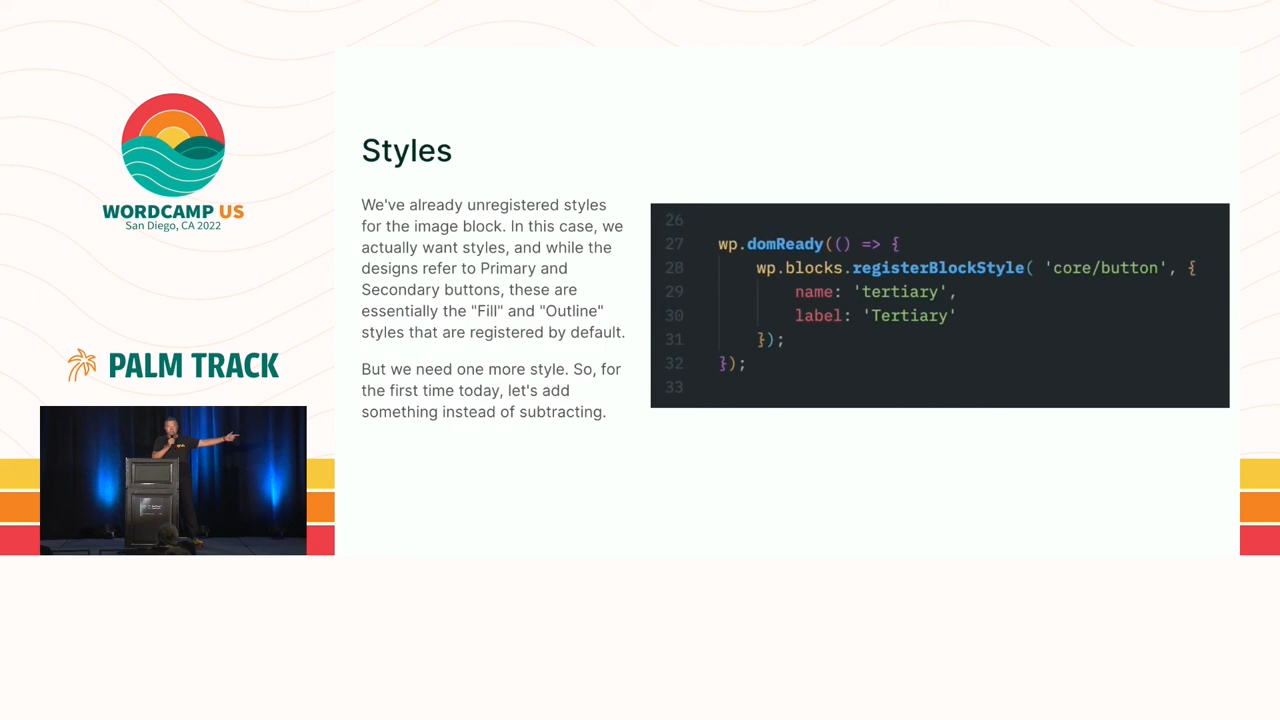 WORDCAMP US
San Diego, CA 2022
PALM TRACK
Styles
We've already unregistered styles
for the image block. In this case, we
actually want styles, and while the
designs refer to Primary and
Secondary buttons, these are
essentially the "Fill" and "Outline"
styles that are registered by default.
But we need one more style. So, for
the first time today, let's add
something instead of subtracting.
26
27 wp.domReady(() => {
28 wp.blocks.registerBlockStyle( 'core/button', {
29 name: 'tertiary',
30 label: 'Tertiary'
31 });
32 });
33